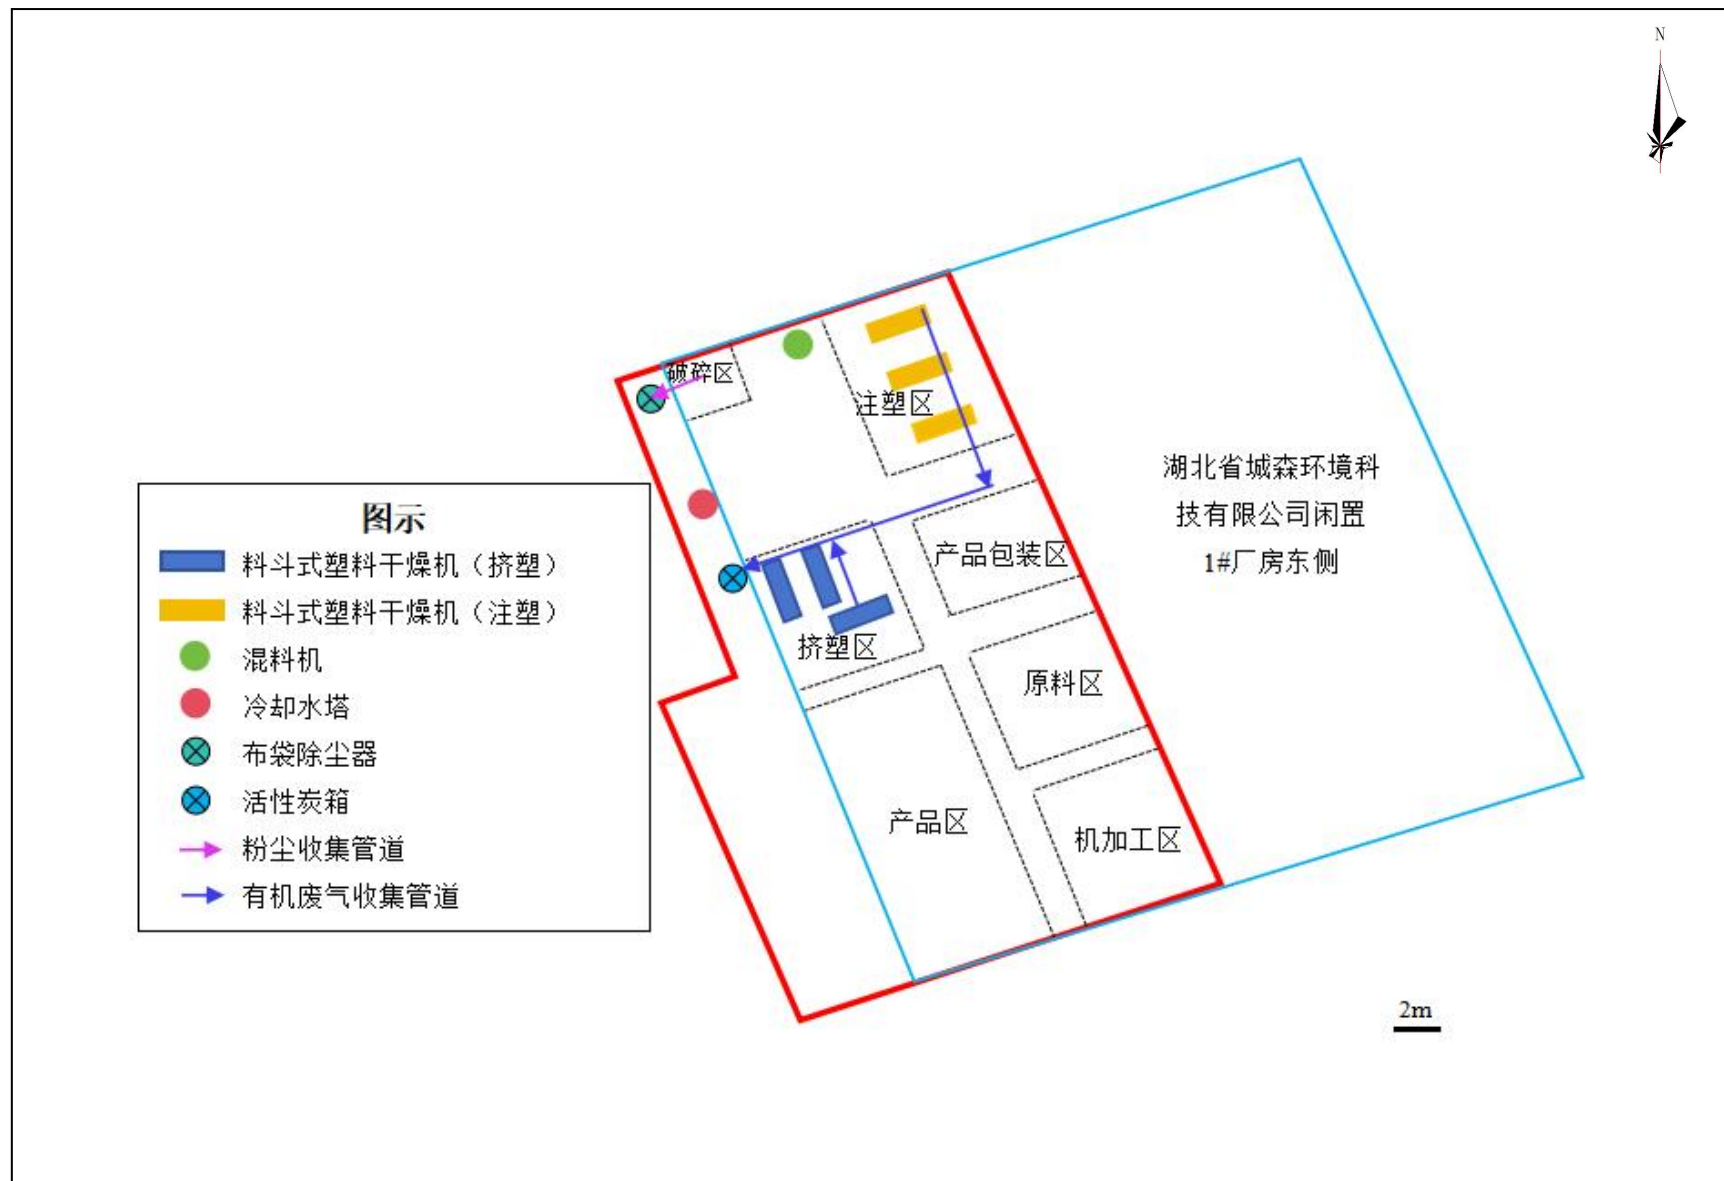 N
破碎区
注塑区
湖北省城森环境科
技有限公司闲置
1#厂房东侧
图示
料斗式塑料干燥机（挤塑）
料斗式塑料干燥机（注塑）
混料机
冷却水塔
布袋除尘器
活性炭箱
粉尘收集管道
有机废气收集管道
产品包装区
挤塑区
原料区
产品区
机加工区
2m